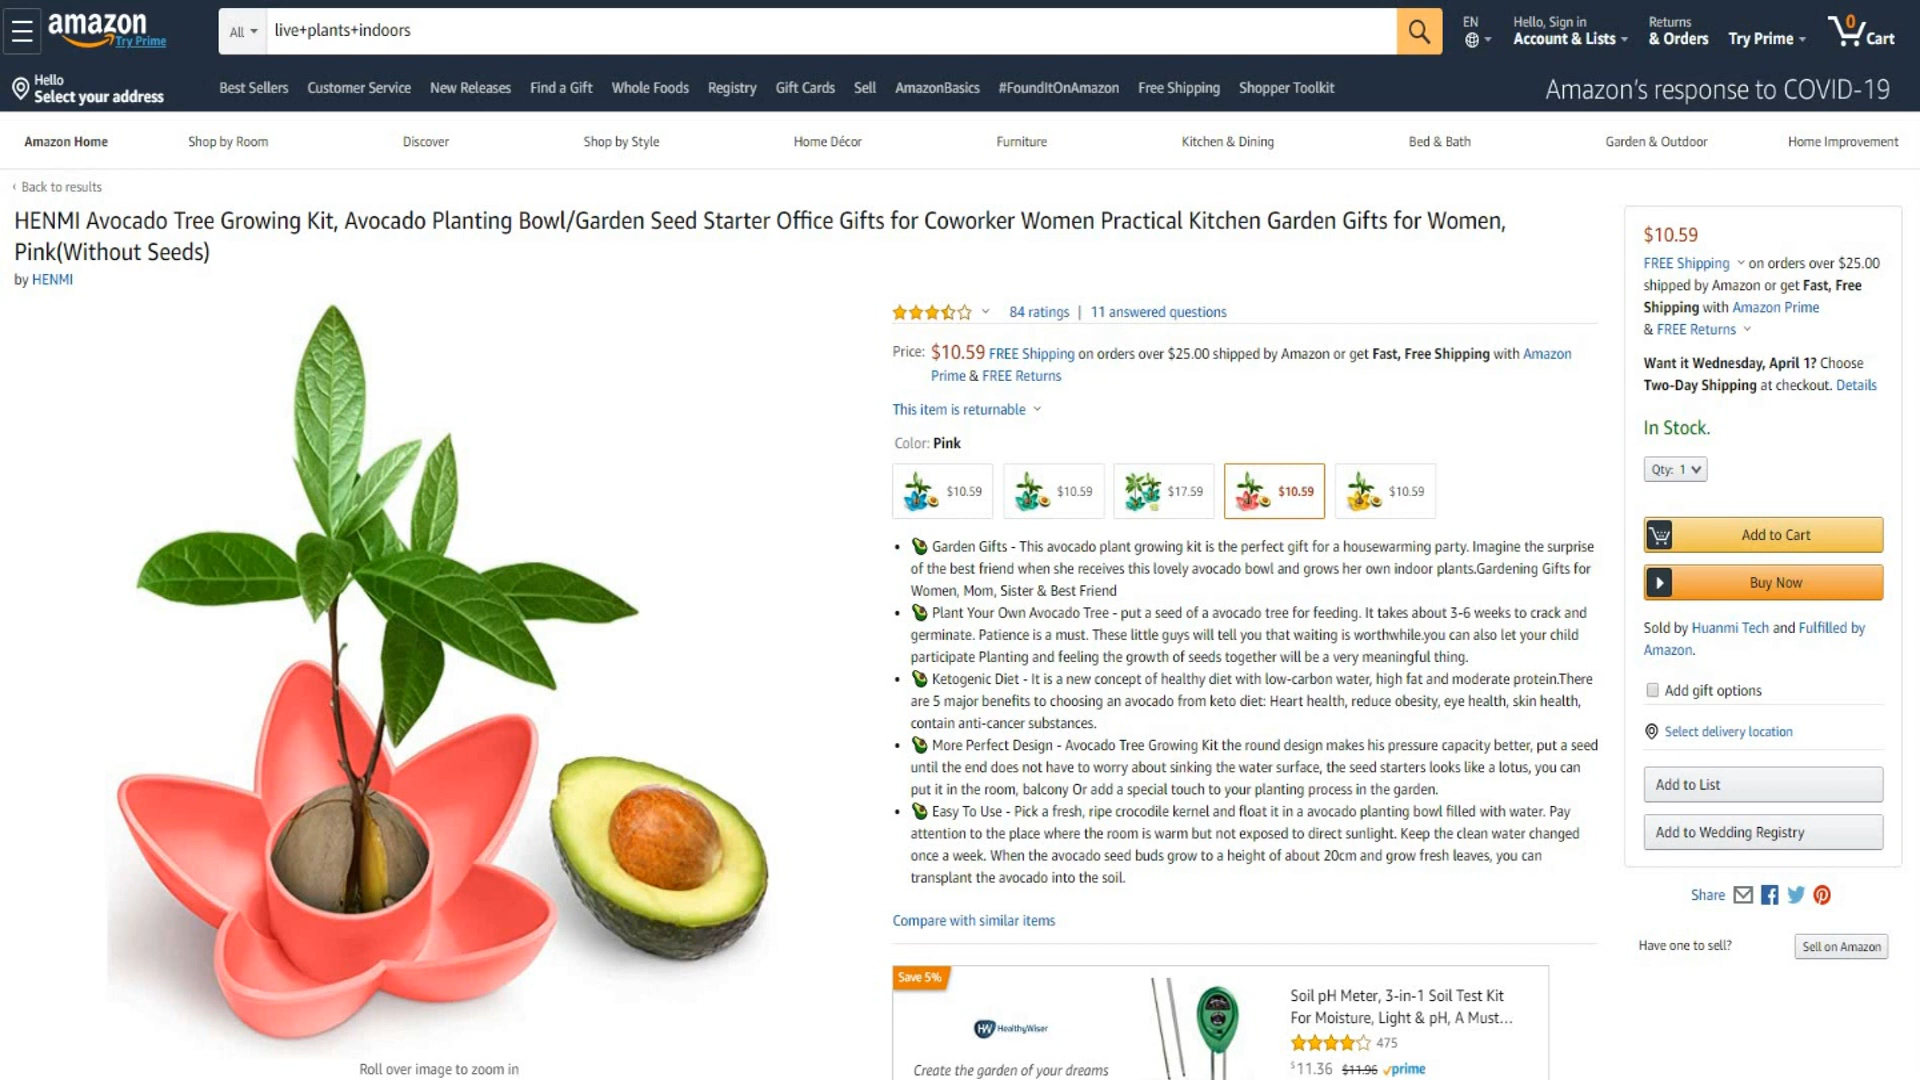 amazon
Try Prime
All
live+plants+indoors
EN
Hello, Sign in
Account & Lists
Returns
& Orders
Try Prime
0
Cart
Hello
Select your address
Best Sellers
Customer Service
New Releases
Find a Gift
Whole Foods
Registry
Gift Cards
Sell
AmazonBasics
#FoundItOnAmazon
Free Shipping
Shopper Toolkit
Amazon's response to COVID-19
Amazon Home
Shop by Room
Discover
Shop by Style
Home Décor
Furniture
Kitchen & Dining
Bed & Bath
Garden & Outdoor
Home Improvement
‹ Back to results
HENMI Avocado Tree Growing Kit, Avocado Planting Bowl/Garden Seed Starter Office Gifts for Coworker Women Practical Kitchen Garden Gifts for Women,
Pink(Without Seeds)
by HENMI
84 ratings | 11 answered questions
Price: $10.59 FREE Shipping on orders over $25.00 shipped by Amazon or get Fast, Free Shipping with Amazon
Prime & FREE Returns
This item is returnable
Color: Pink
$10.59
$10.59
$17.59
$10.59
$10.59
• Garden Gifts - This avocado plant growing kit is the perfect gift for a housewarming party. Imagine the surprise
of the best friend when she receives this lovely avocado bowl and grows her own indoor plants.Gardening Gifts for
Women, Mom, Sister & Best Friend
• Plant Your Own Avocado Tree - put a seed of a avocado tree for feeding. It takes about 3-6 weeks to crack and
germinate. Patience is a must. These little guys will tell you that waiting is worthwhile.you can also let your child
participate Planting and feeling the growth of seeds together will be a very meaningful thing.
• Ketogenic Diet - It is a new concept of healthy diet with low-carbon water, high fat and moderate protein.There
are 5 major benefits to choosing an avocado from keto diet: Heart health, reduce obesity, eye health, skin health,
contain anti-cancer substances.
• More Perfect Design - Avocado Tree Growing Kit the round design makes his pressure capacity better, put a seed
until the end does not have to worry about sinking the water surface, the seed starters looks like a lotus, you can
put it in the room, balcony Or add a special touch to your planting process in the garden.
• Easy To Use - Pick a fresh, ripe crocodile kernel and float it in a avocado planting bowl filled with water. Pay
attention to the place where the room is warm but not exposed to direct sunlight. Keep the clean water changed
once a week. When the avocado seed buds grow to a height of about 20cm and grow fresh leaves, you can
transplant the avocado into the soil.
Compare with similar items
Save 5%
HW HealthyWiser
Create the garden of your dreams
Soil pH Meter, 3-in-1 Soil Test Kit
For Moisture, Light & pH, A Must...
475
$11.36 $11.96 prime
Roll over image to zoom in
$10.59
FREE Shipping on orders over $25.00
shipped by Amazon or get Fast, Free
Shipping with Amazon Prime
& FREE Returns
Want it Wednesday, April 1? Choose
Two-Day Shipping at checkout. Details
In Stock.
Qty: 1
Add to Cart
Buy Now
Sold by Huanmi Tech and Fulfilled by
Amazon.
Add gift options
Select delivery location
Add to List
Add to Wedding Registry
Share
Have one to sell?
Sell on Amazon